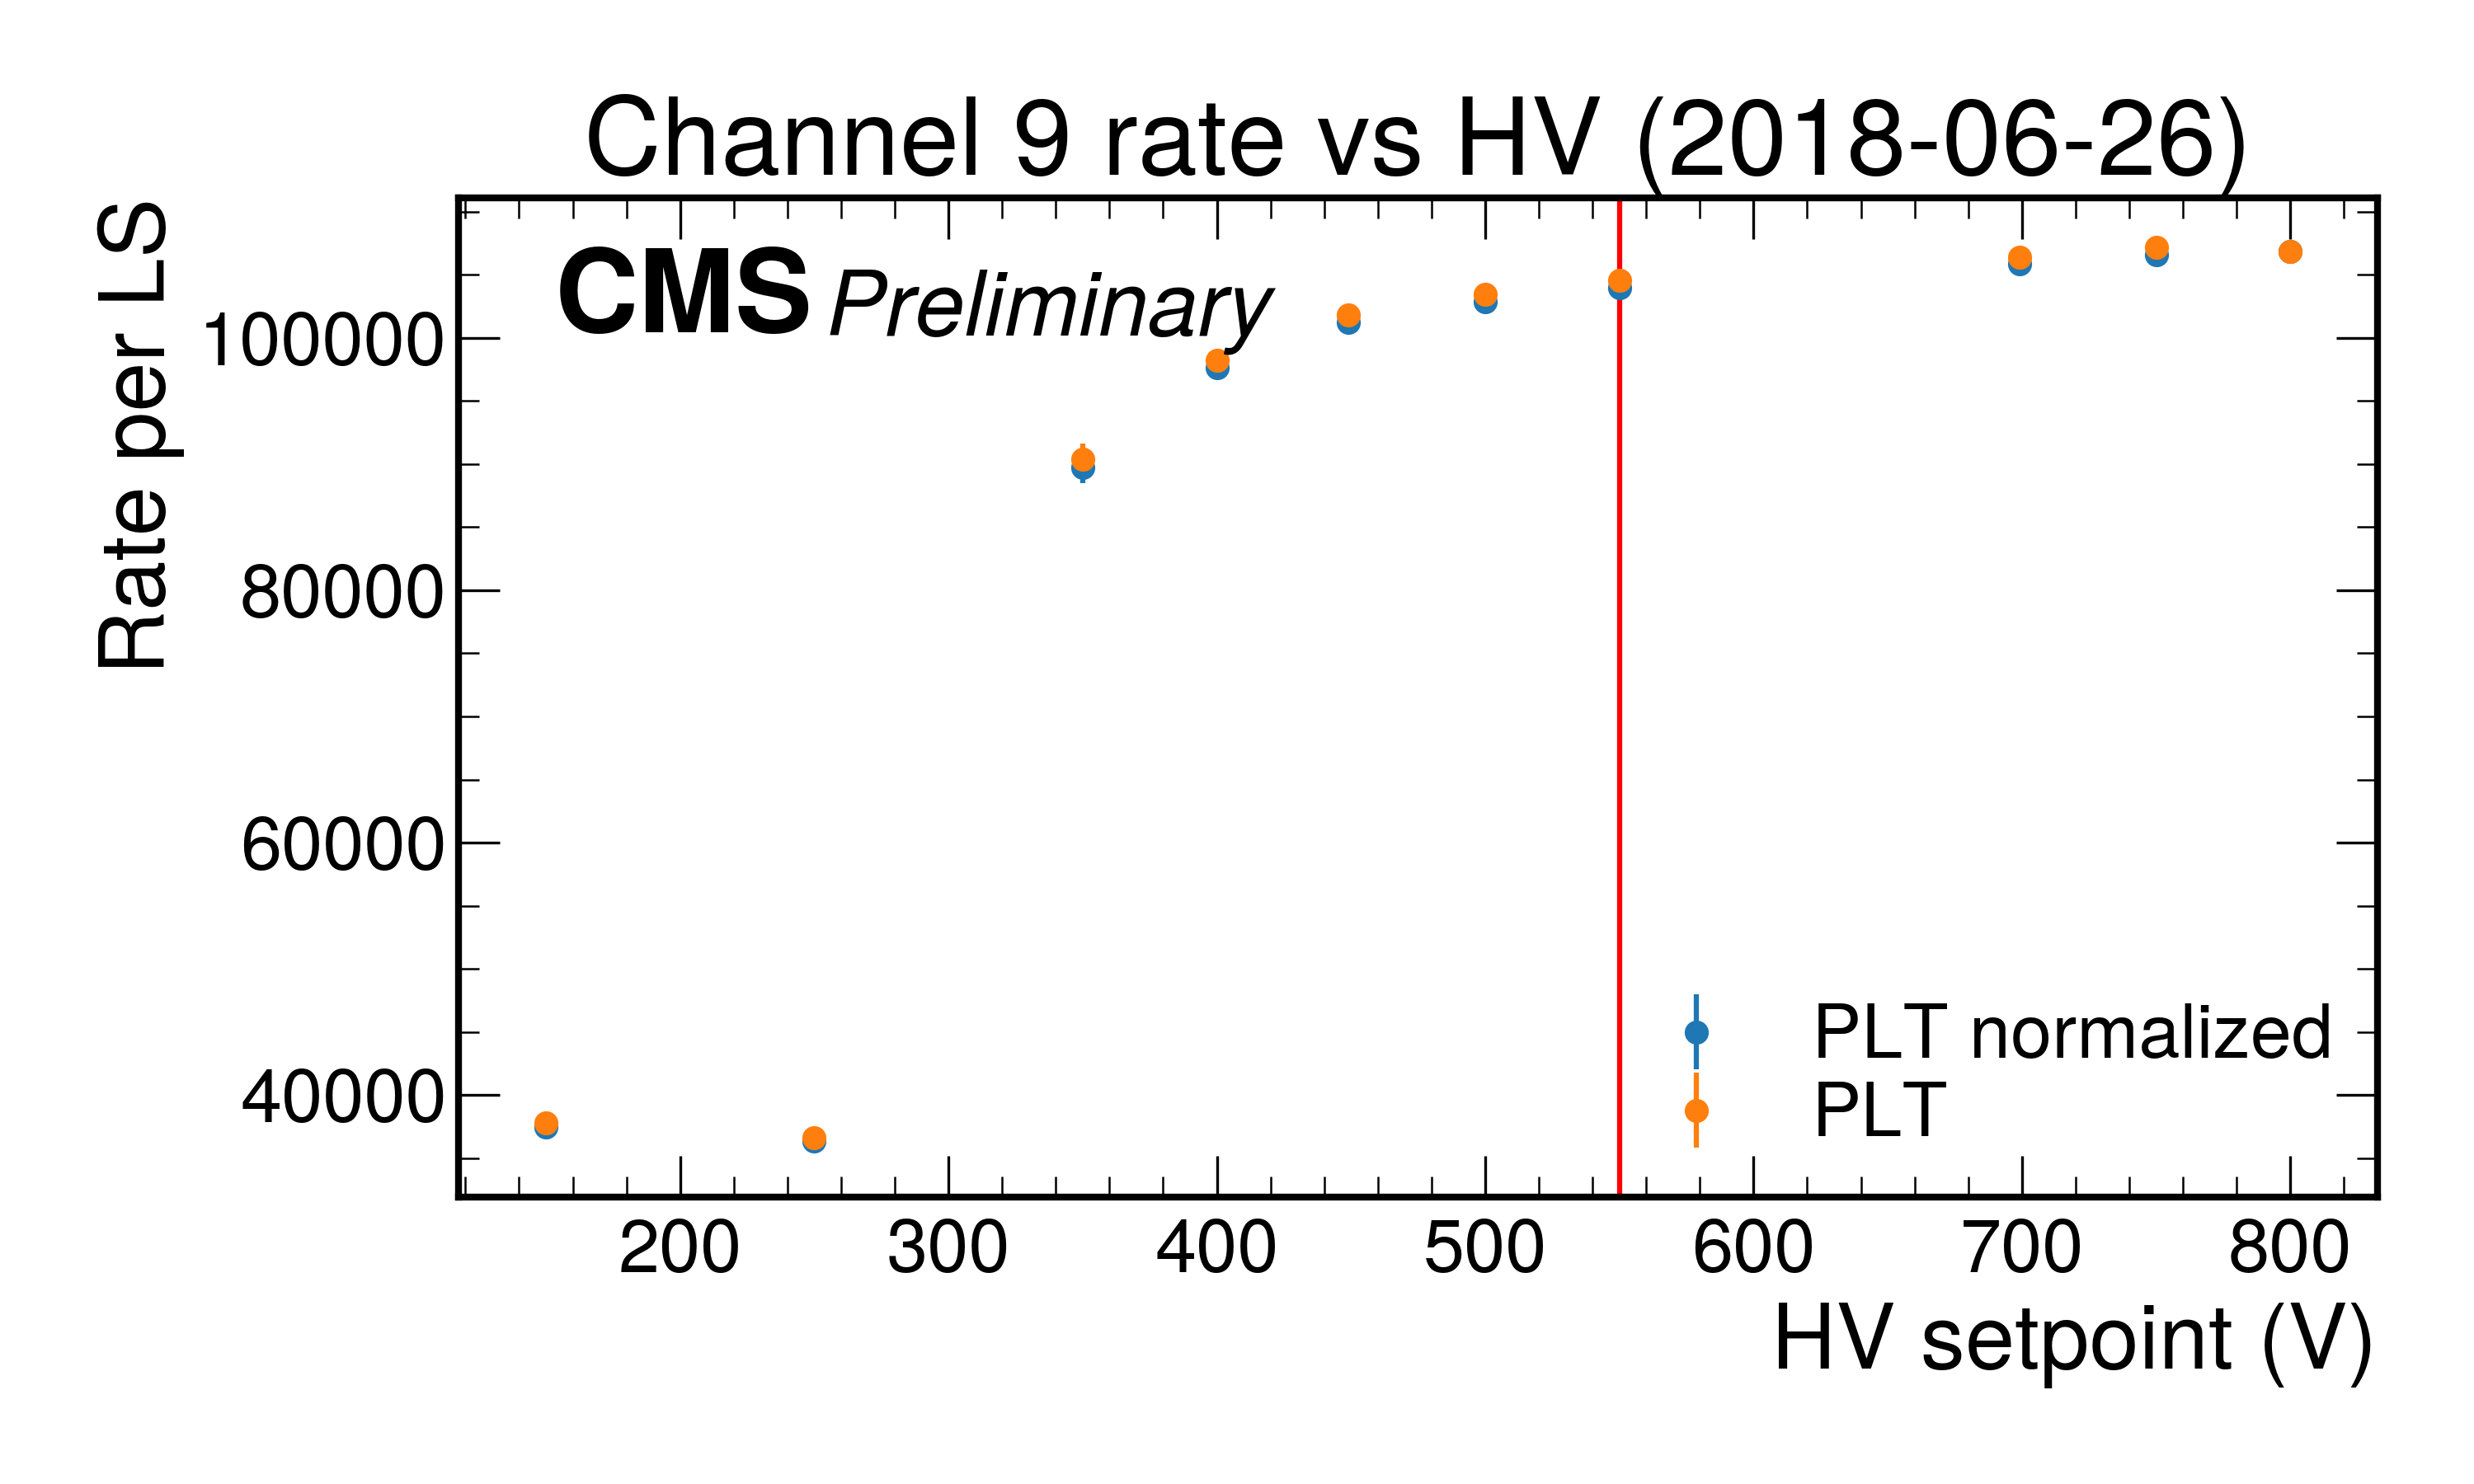 Channel 9 rate vs HV (2018-06-26)
CMS Preliminary
Rate per LS
100000
80000
60000
40000
PLT normalized
PLT
200 300 400 500 600 700 800
HV setpoint (V)